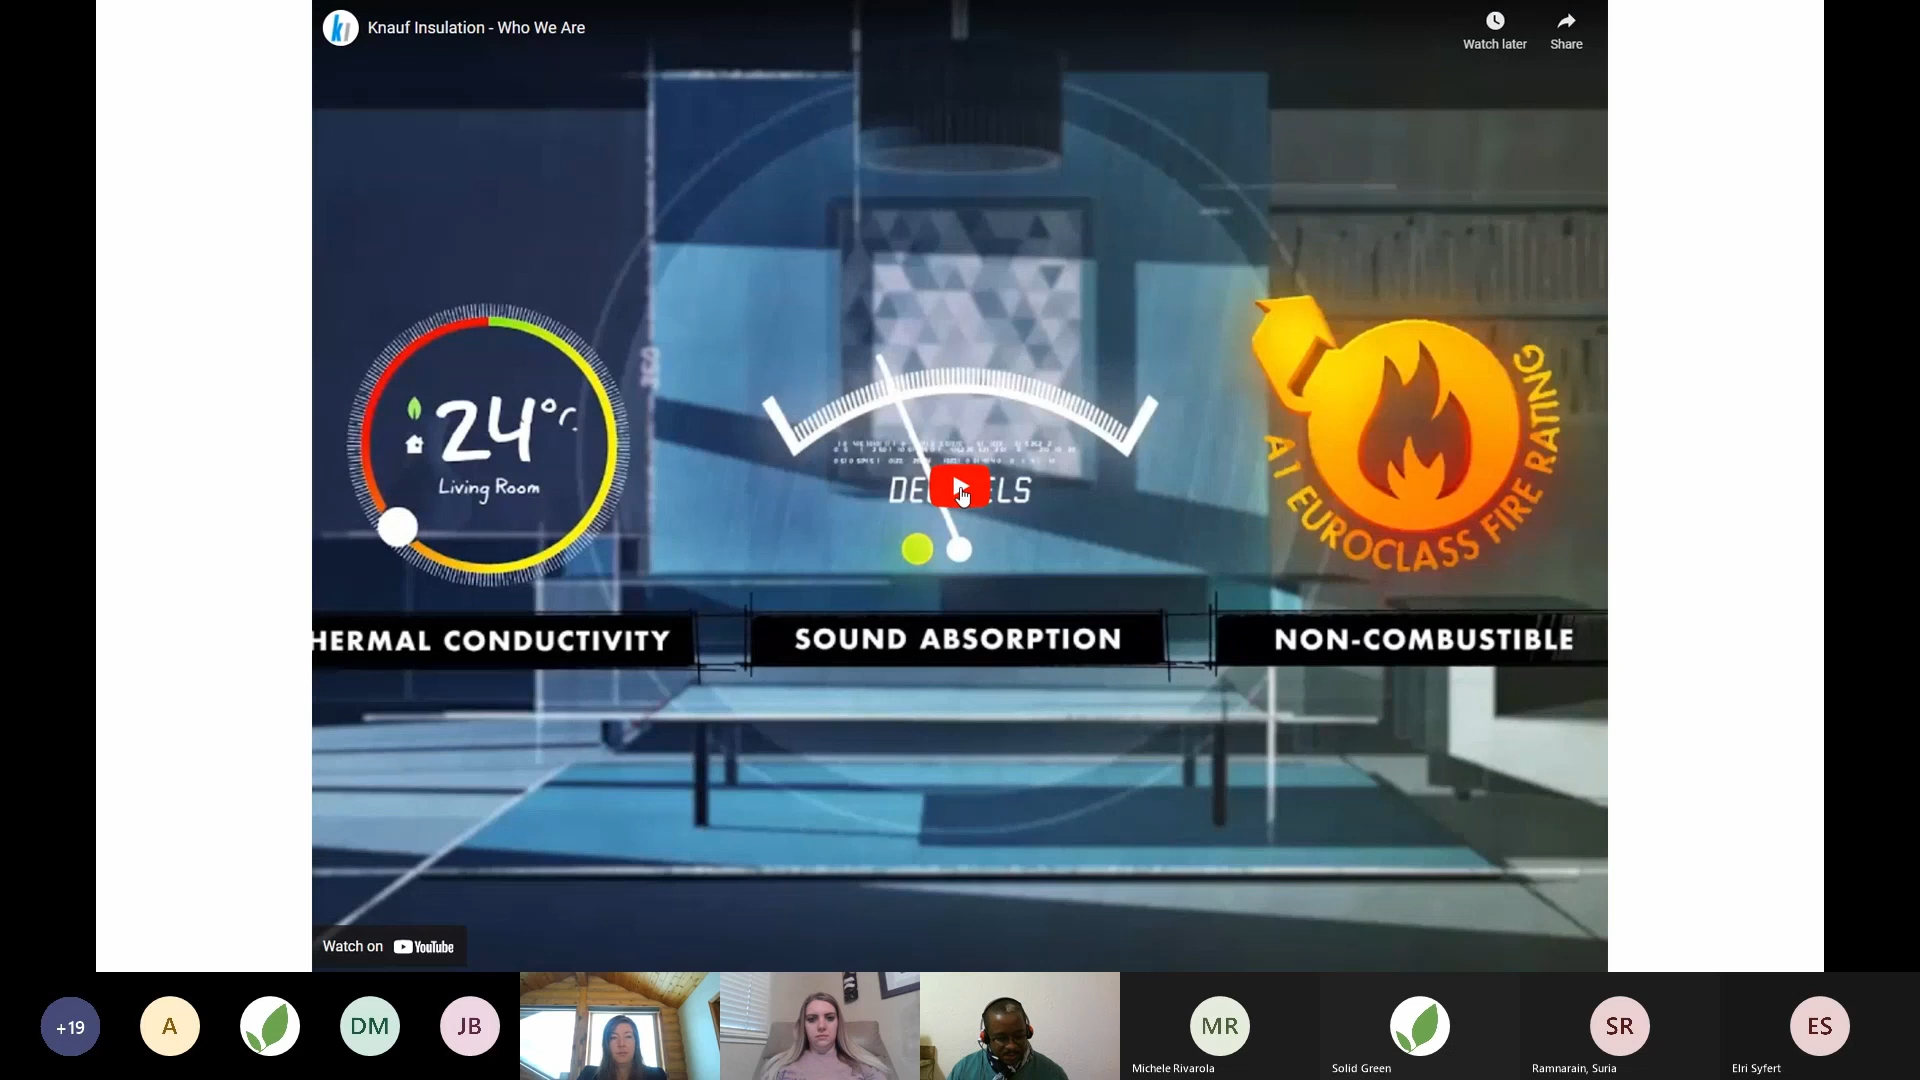 Knauf Insulation - Who We Are
Watch later
Share
24°
Living Room
DECIBELS
A1 EUROCLASS FIRE RATING
HERMAL CONDUCTIVITY
SOUND ABSORPTION
NON-COMBUSTIBLE
Watch on YouTube
+19
A
DM
JB
MR
SR
ES
Michele Rivarola
Solid Green
Ramnarain, Suria
Elri Syfert